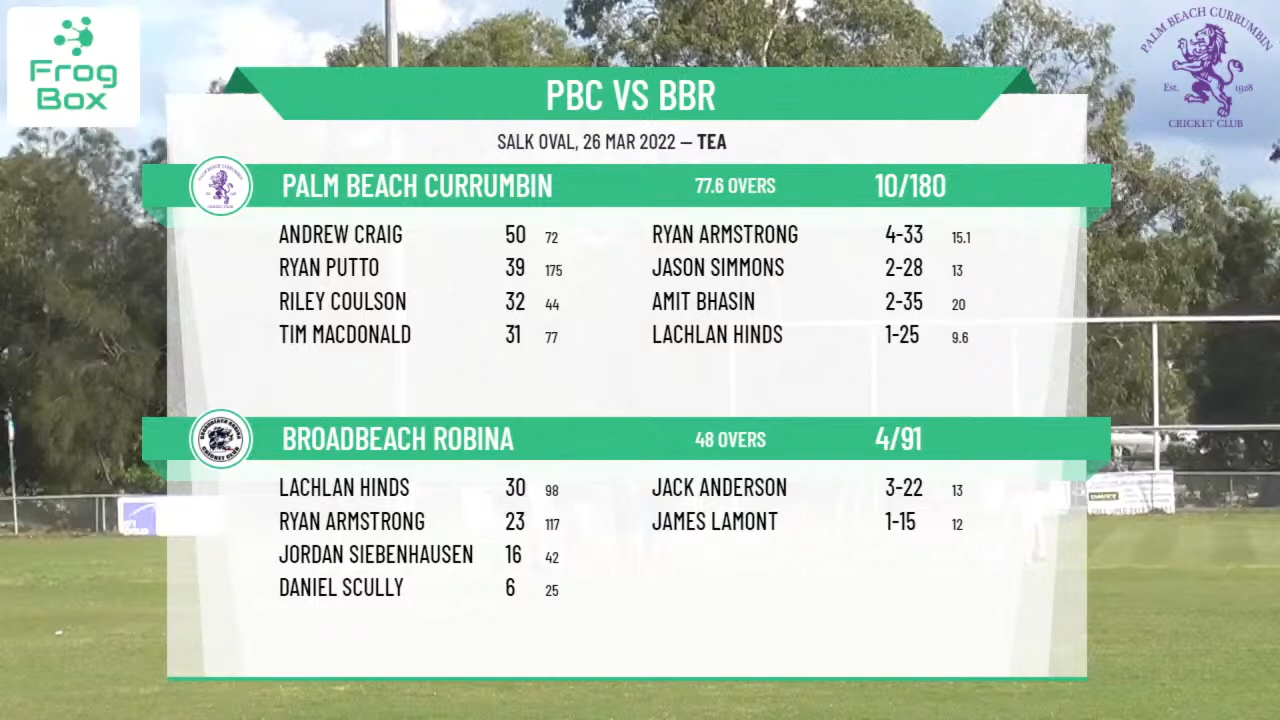 Frog
Box
PALM BEACH CURRUMBIN
Est. 1928
CRICKET CLUB
PBC VS BBR
SALK OVAL, 26 MAR 2022 – TEA
PALM BEACH CURRUMBIN 77.6 OVERS 10/180
ANDREW CRAIG 50 72 RYAN ARMSTRONG 4-33 15.1
RYAN PUTTO 39 175 JASON SIMMONS 2-28 13
RILEY COULSON 32 44 AMIT BHASIN 2-35 20
TIM MACDONALD 31 77 LACHLAN HINDS 1-25 9.6
BROADBEACH ROBINA 48 OVERS 4/91
LACHLAN HINDS 30 98 JACK ANDERSON 3-22 13
RYAN ARMSTRONG 23 117 JAMES LAMONT 1-15 12
JORDAN SIEBENHAUSEN 16 42
DANIEL SCULLY 6 25